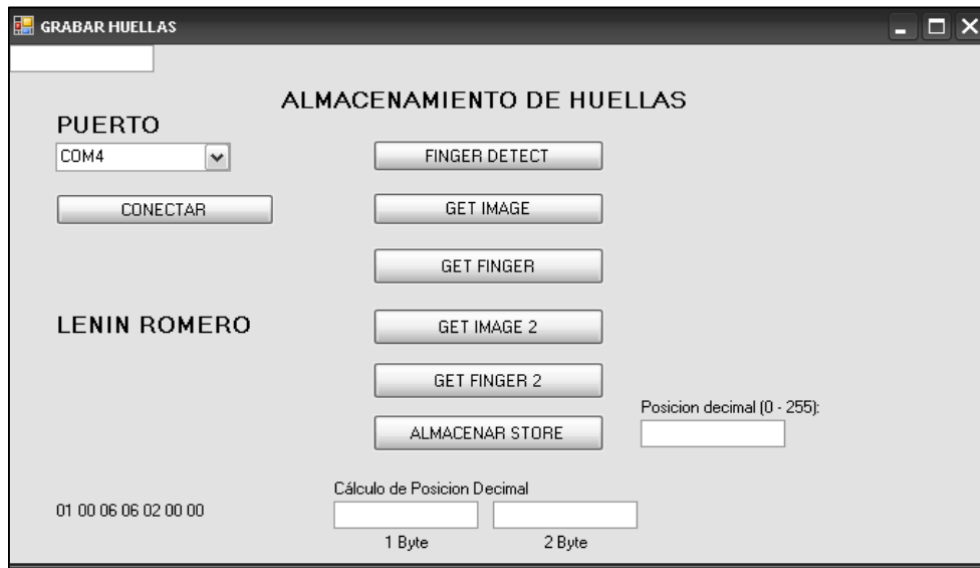 GRABAR HUELLAS
ALMACENAMIENTO DE HUELLAS
PUERTO
COM4
FINGER DETECT
CONECTAR
GET IMAGE
GET FINGER
LENIN ROMERO
GET IMAGE 2
GET FINGER 2
Posicion decimal (0 - 255):
ALMACENAR STORE
Cálculo de Posicion Decimal
01 00 06 06 02 00 00
1 Byte
2 Byte